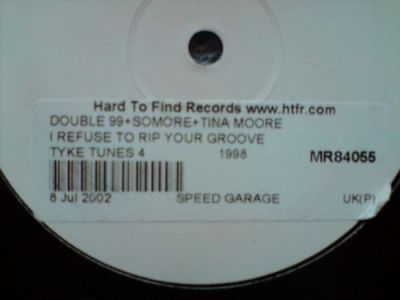 Hard To Find Records www.htfr.com
DOUBLE 99+SOMORE+TINA MOORE
I REFUSE TO RIP YOUR GROOVE
TYKE TUNES 4 1998 MR84055
8 Jul 2002 SPEED GARAGE UK(P)